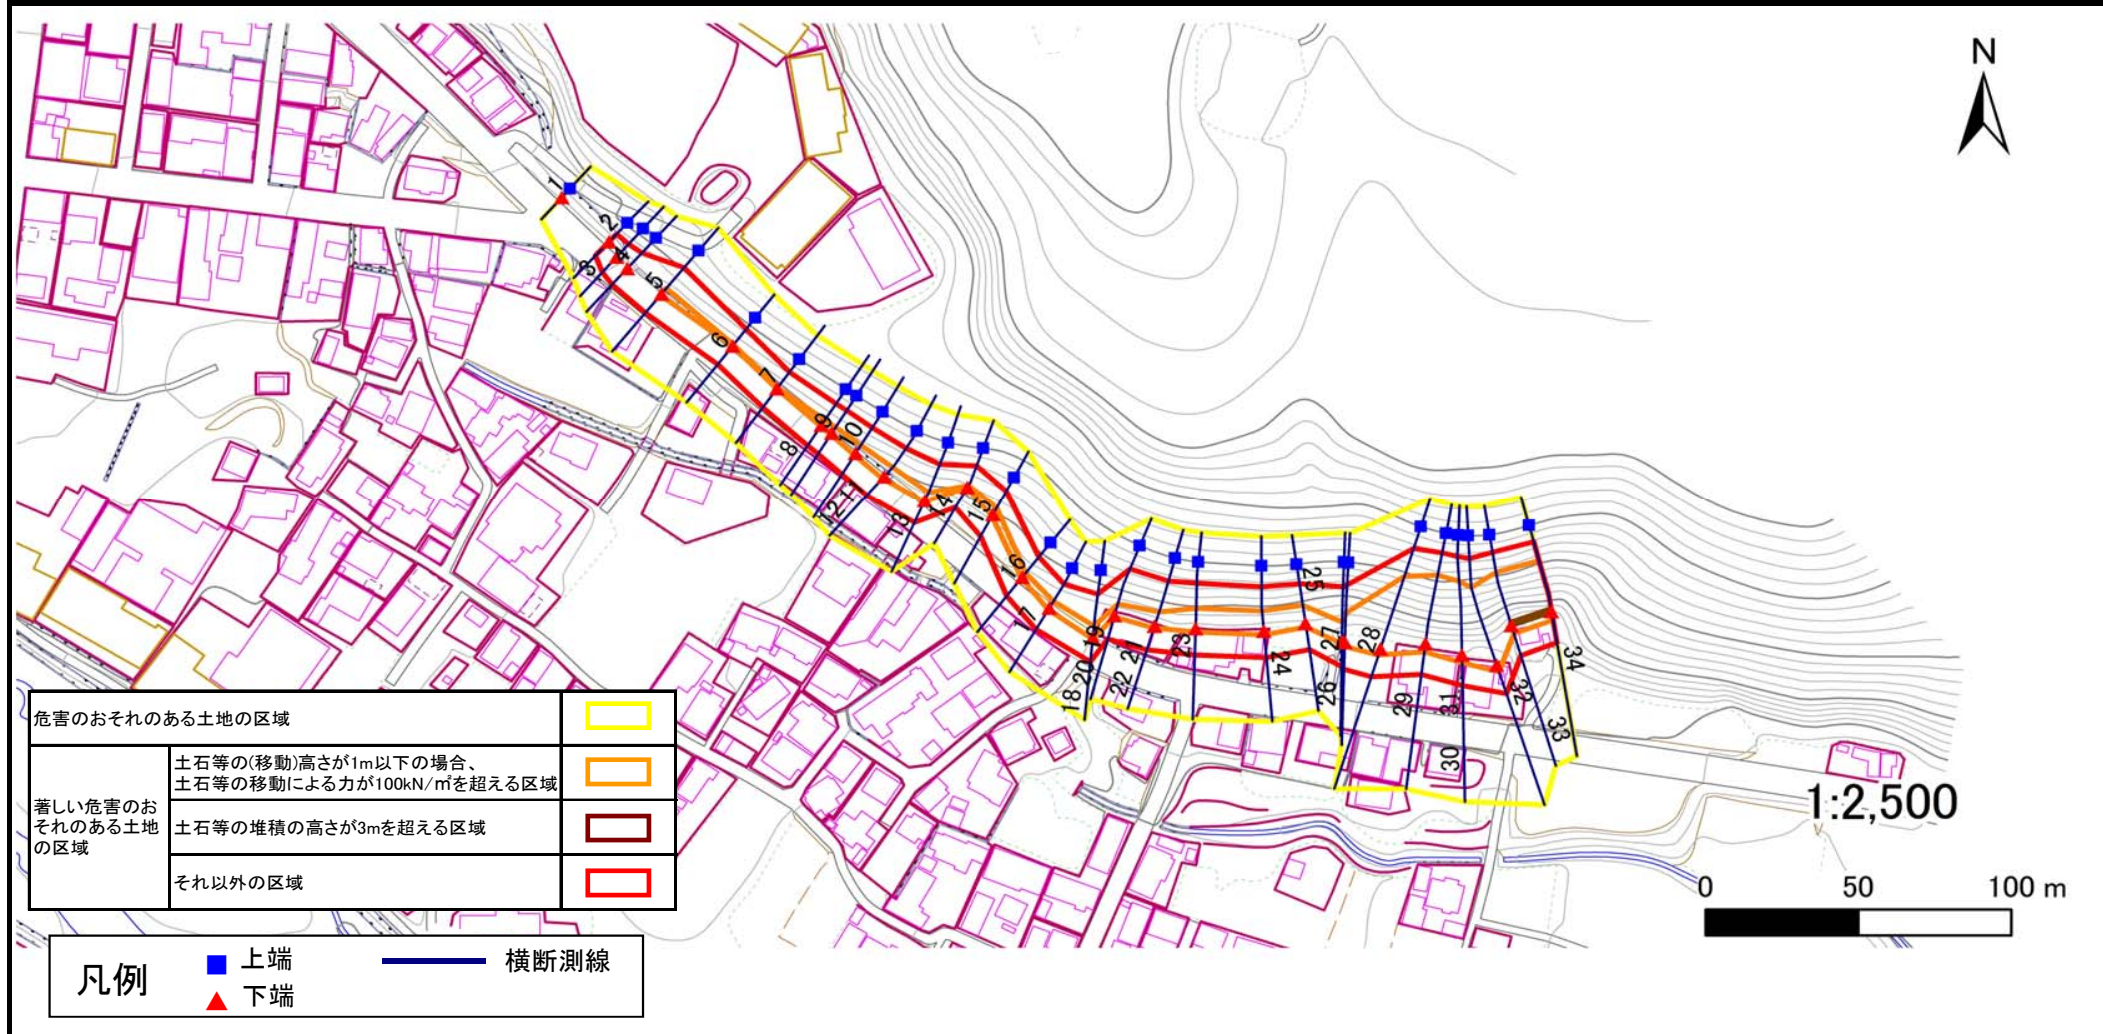 N
1
2
3
4
5
6
7
8
9
10
11
12
13
14
15
16
17
18
19
20
21
22
23
24
25
26
27
28
29
30
31
32
33
34
危害のおそれのある土地の区域
著しい危害のお
それのある土地
の区域
土石等の(移動)高さが1m以下の場合、
土石等の移動による力が100kN/㎡を超える区域
土石等の堆積の高さが3mを超える区域
それ以外の区域
凡例
上端
下端
横断測線
1:2,500
0 50 100 m